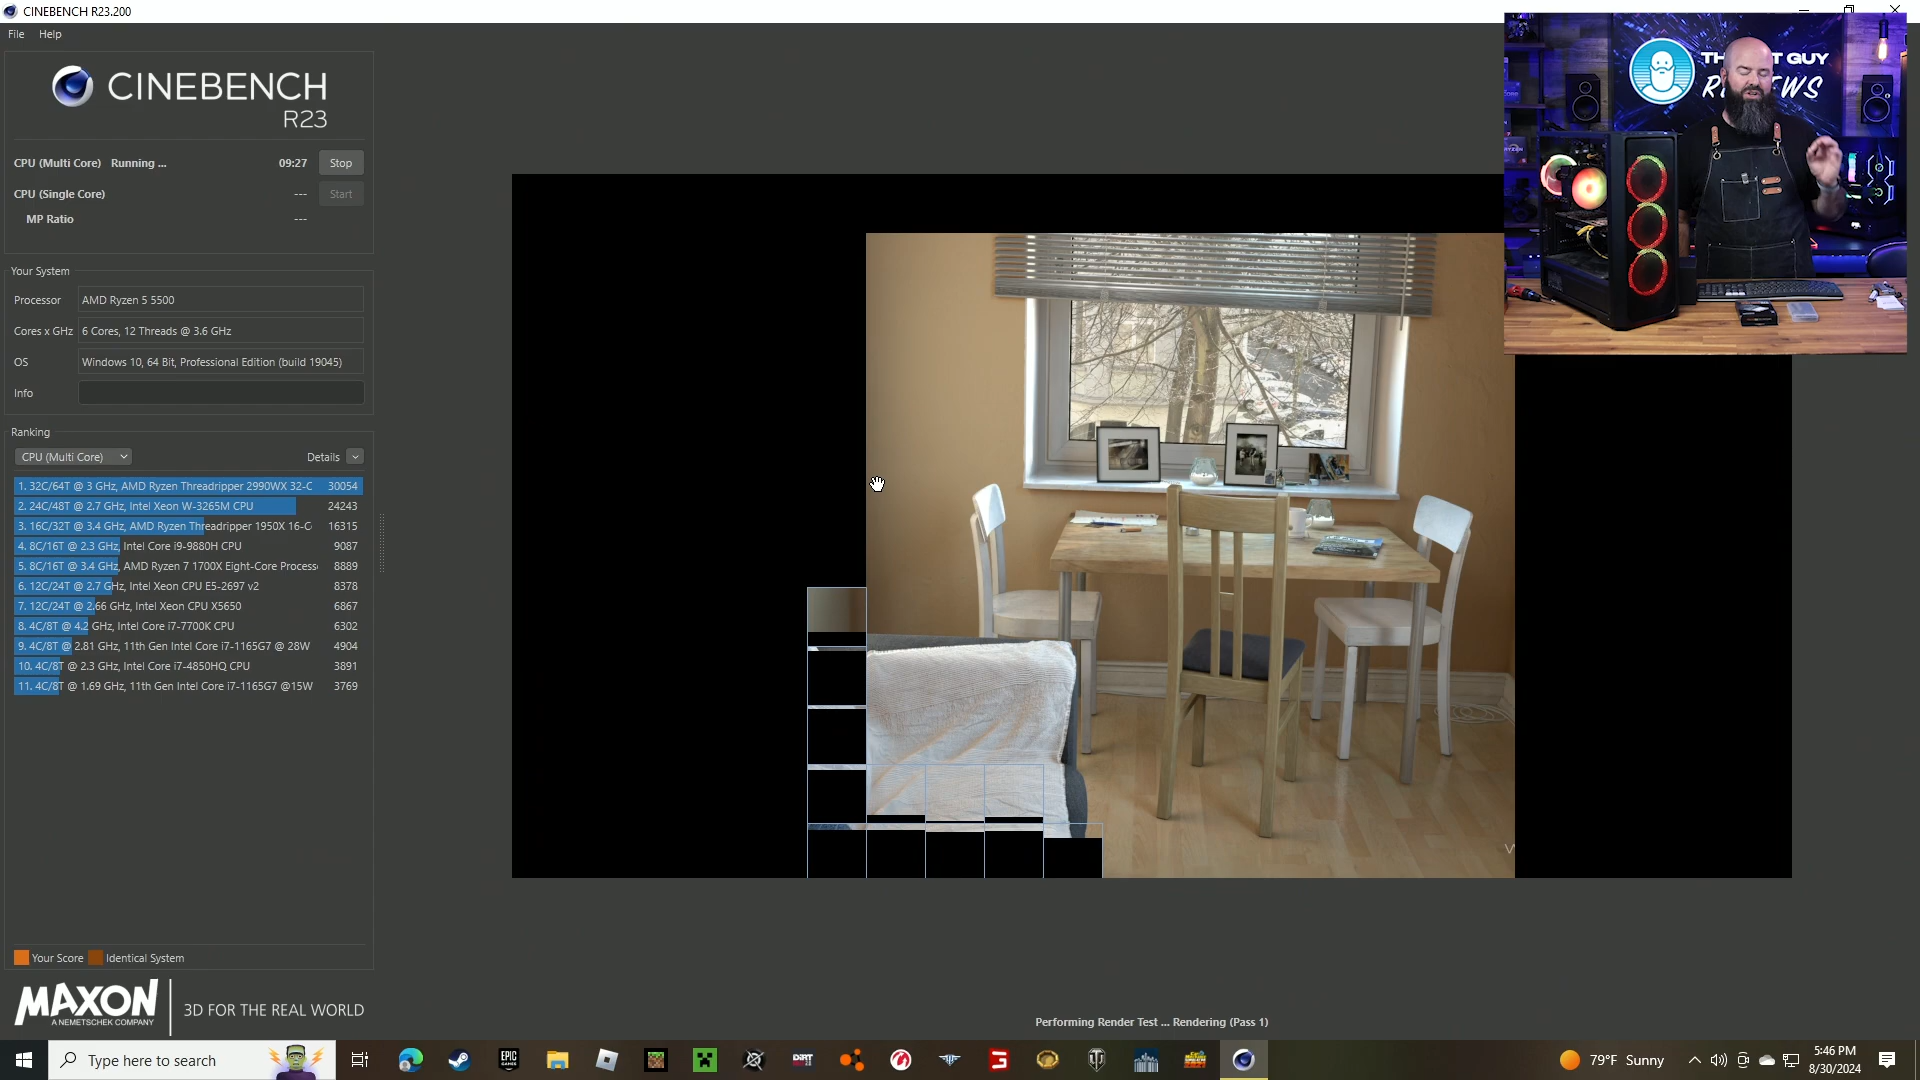 CINEBENCH R23.200
File Help
CINEBENCH
R23
CPU (Multi Core) Running ... 09:27 Stop
CPU (Single Core) --- Start
MP Ratio ---
Your System
Processor AMD Ryzen 5 5500
Cores x GHz 6 Cores, 12 Threads @ 3.6 GHz
OS Windows 10, 64 Bit, Professional Edition (build 19045)
Info
Ranking
CPU (Multi Core) Details
1. 32C/64T @ 3 GHz, AMD Ryzen Threadripper 2990WX 32-C 30054
2. 24C/48T @ 2.7 GHz, Intel Xeon W-3265M CPU 24243
3. 16C/32T @ 3.4 GHz, AMD Ryzen Threadripper 1950X 16-C 16315
4. 8C/16T @ 2.3 GHz, Intel Core i9-9880H CPU 9087
5. 8C/16T @ 3.4 GHz, AMD Ryzen 7 1700X Eight-Core Process 8889
6. 12C/24T @ 2.7 GHz, Intel Xeon CPU E5-2697 v2 8378
7. 12C/24T @ 2.66 GHz, Intel Xeon CPU X5650 6867
8. 4C/8T @ 4.2 GHz, Intel Core i7-7700K CPU 6302
9. 4C/8T @ 2.81 GHz, 11th Gen Intel Core i7-1165G7 @ 28W 4904
10. 4C/8T @ 2.3 GHz, Intel Core i7-4850HQ CPU 3891
11. 4C/8T @ 1.69 GHz, 11th Gen Intel Core i7-1165G7 @15W 3769
Your Score Identical System
MAXON
A NEMETSCHEK COMPANY
3D FOR THE REAL WORLD
Performing Render Test ... Rendering (Pass 1)
Type here to search
EPIC
GAMES
DiRT
79°F Sunny
5:46 PM
8/30/2024
GUY